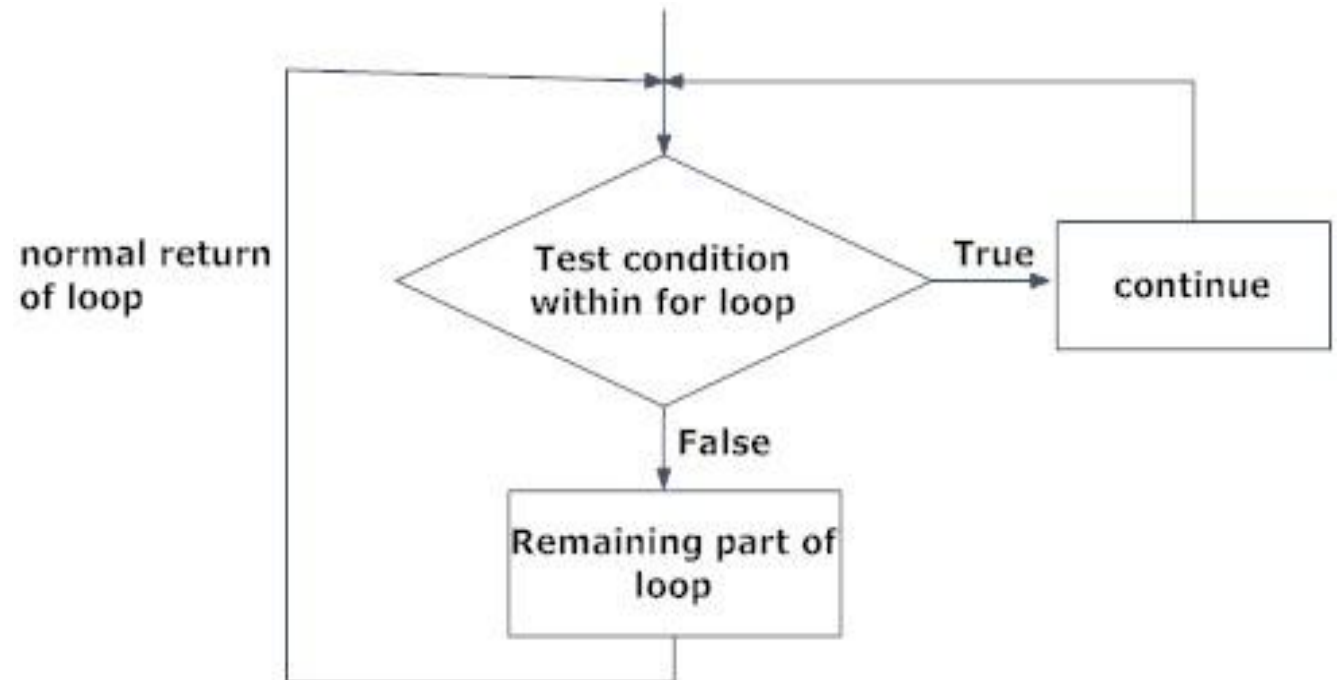 normal return
of loop
Test condition
within for loop
True
continue
False
Remaining part of
loop